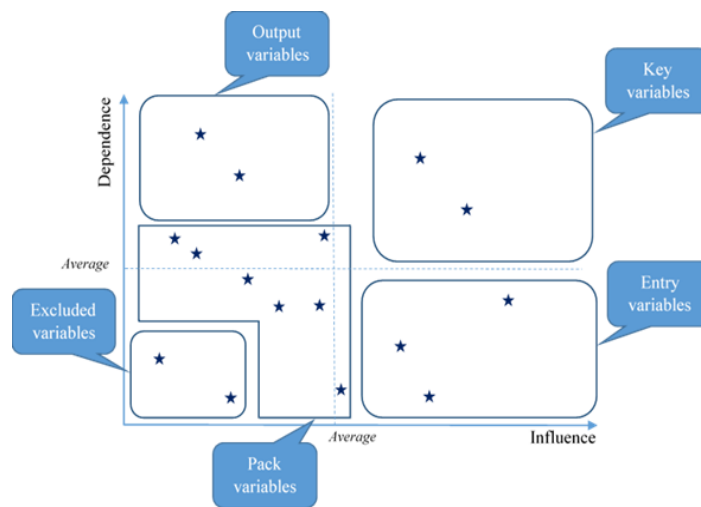 Output
variables
Key
variables
Dependence
Average
Excluded
variables
Entry
variables
Average
Influence
Pack
variables